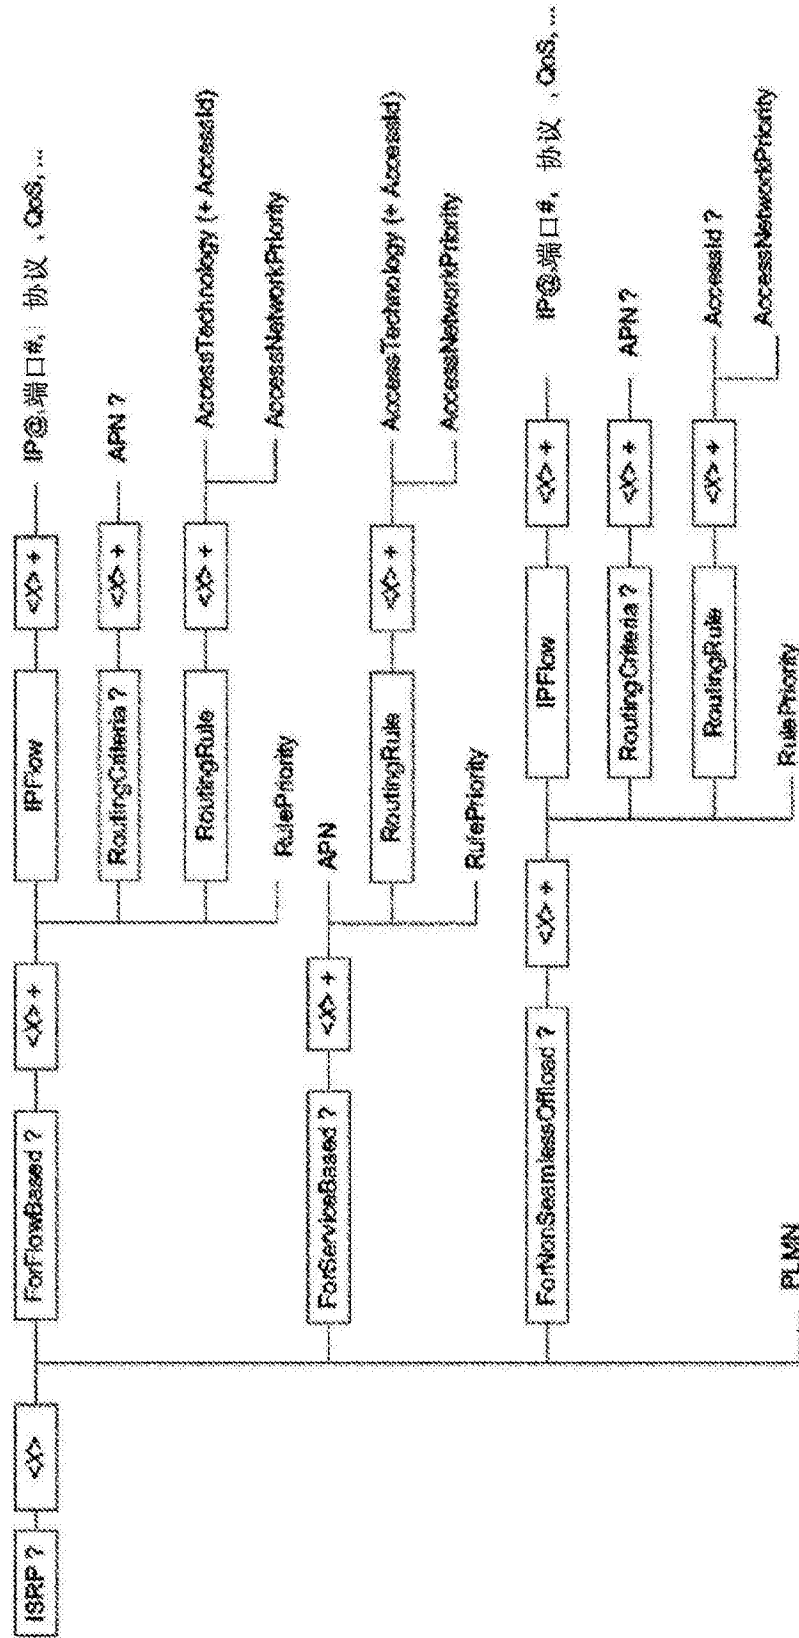 ISRP ?
<X>
ForFlowBased ?
<X> +
IPFlow
<X> +
IP@,端口#, 协议 , QoS, ...
RoutingCriteria ?
<X> +
APN ?
RoutingRule
<X> +
AccessTechnology (+ AccessId)
AccessNetworkPriority
RulePriority
ForServiceBased ?
<X> +
APN
RoutingRule
<X> +
AccessTechnology (+ AccessId)
AccessNetworkPriority
RulePriority
ForNonSeamlessOffload ?
<X> +
IPFlow
<X> +
IP@,端口#, 协议 , QoS, ...
RoutingCriteria ?
<X> +
APN ?
RoutingRule
<X> +
AccessId ?
AccessNetworkPriority
RulePriority
PLMN